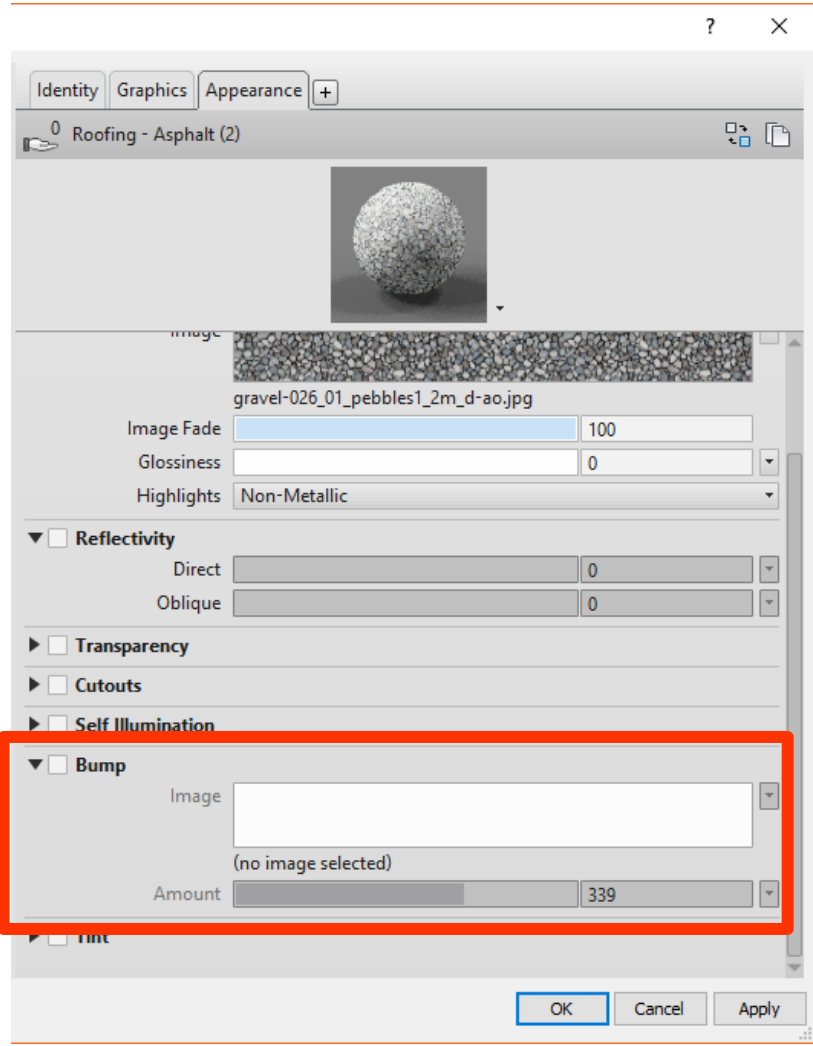 ?
Identity Graphics Appearance +
0 Roofing - Asphalt (2)
Image
gravel-026_01_pebbles1_2m_d-ao.jpg
Image Fade 100
Glossiness 0
Highlights Non-Metallic
Reflectivity
Direct 0
Oblique 0
Transparency
Cutouts
Self Illumination
Bump
Image
(no image selected)
Amount 339
Tint
OK Cancel Apply